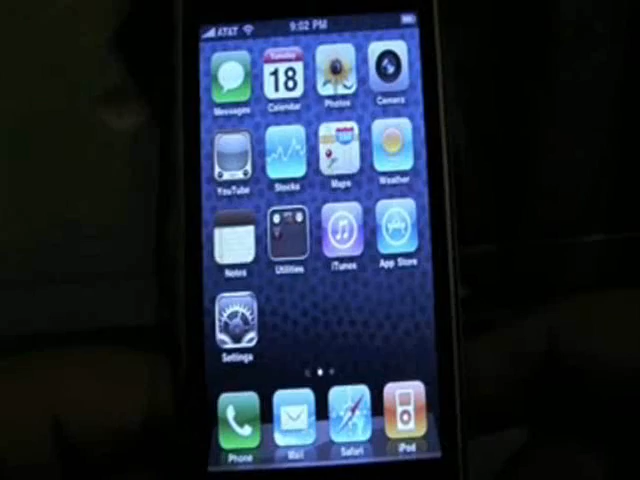 AT&T 9:02 PM
Tuesday
18
Messages Calendar Photos Camera
280
YouTube Stocks Maps Weather
Notes Utilities iTunes App Store
Settings
Phone Mail Safari iPod